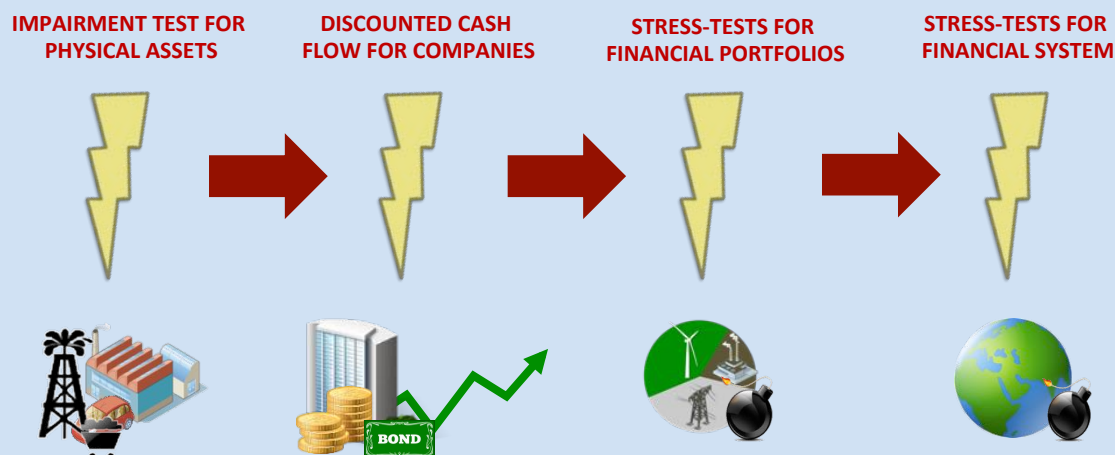 IMPAIRMENT TEST FOR
PHYSICAL ASSETS
DISCOUNTED CASH
FLOW FOR COMPANIES
STRESS-TESTS FOR
FINANCIAL PORTFOLIOS
STRESS-TESTS FOR
FINANCIAL SYSTEM
BOND